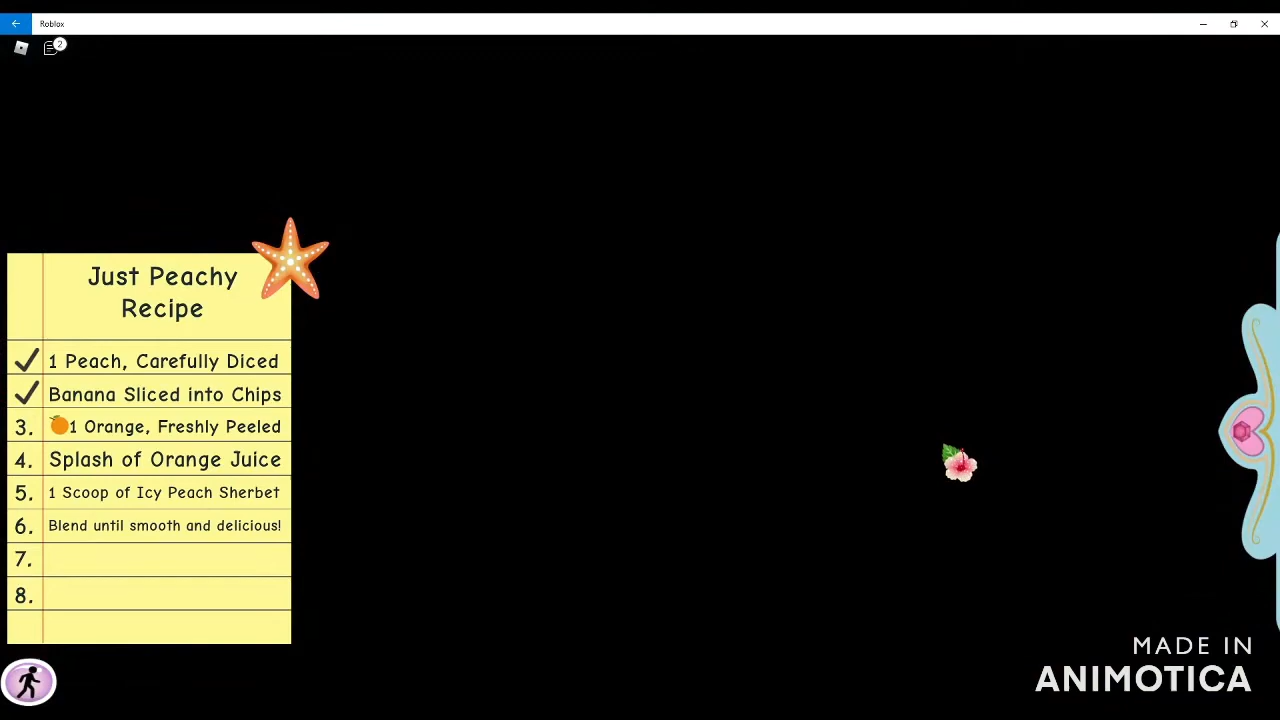 Roblox
2
Just Peachy
Recipe
1 Peach, Carefully Diced
Banana Sliced into Chips
3. 1 Orange, Freshly Peeled
4. Splash of Orange Juice
5. 1 Scoop of Icy Peach Sherbet
6. Blend until smooth and delicious!
7.
8.
MADE IN
ANIMOTICA